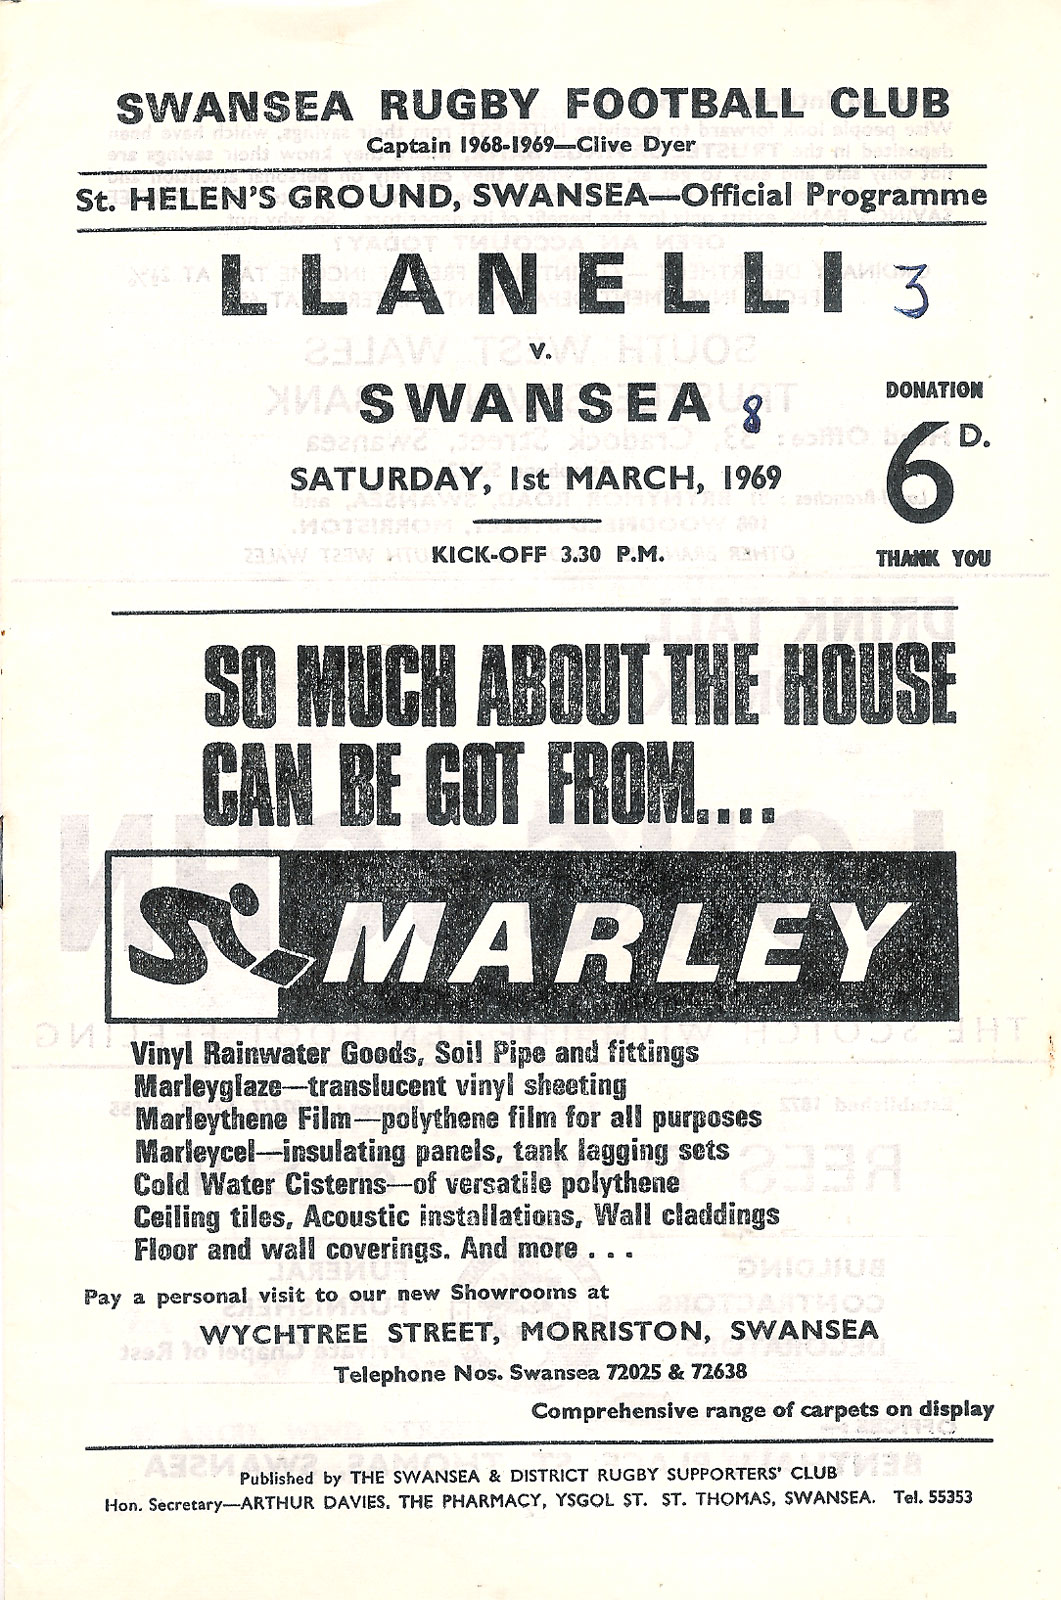 SWANSEA RUGBY FOOTBALL CLUB
Captain 1968-1969—Clive Dyer
St. HELEN'S GROUND, SWANSEA—Official Programme
LLANELLI 3
v.
SWANSEA 8
DONATION
6D.
THANK YOU
SATURDAY, 1st MARCH, 1969
KICK-OFF 3.30 P.M.
SO MUCH ABOUT THE HOUSE
CAN BE GOT FROM....
MARLEY
Vinyl Rainwater Goods, Soil Pipe and fittings
Marleyglaze—translucent vinyl sheeting
Marleythene Film—polythene film for all purposes
Marleycel—insulating panels, tank lagging sets
Cold Water Cisterns—of versatile polythene
Ceiling tiles, Acoustic installations, Wall claddings
Floor and wall coverings. And more . . .
Pay a personal visit to our new Showrooms at
WYCHTREE STREET, MORRISTON, SWANSEA
Telephone Nos. Swansea 72025 & 72638
Comprehensive range of carpets on display
Published by THE SWANSEA & DISTRICT RUGBY SUPPORTERS' CLUB
Hon. Secretary—ARTHUR DAVIES, THE PHARMACY, YSGOL ST. ST. THOMAS, SWANSEA. Tel. 55353